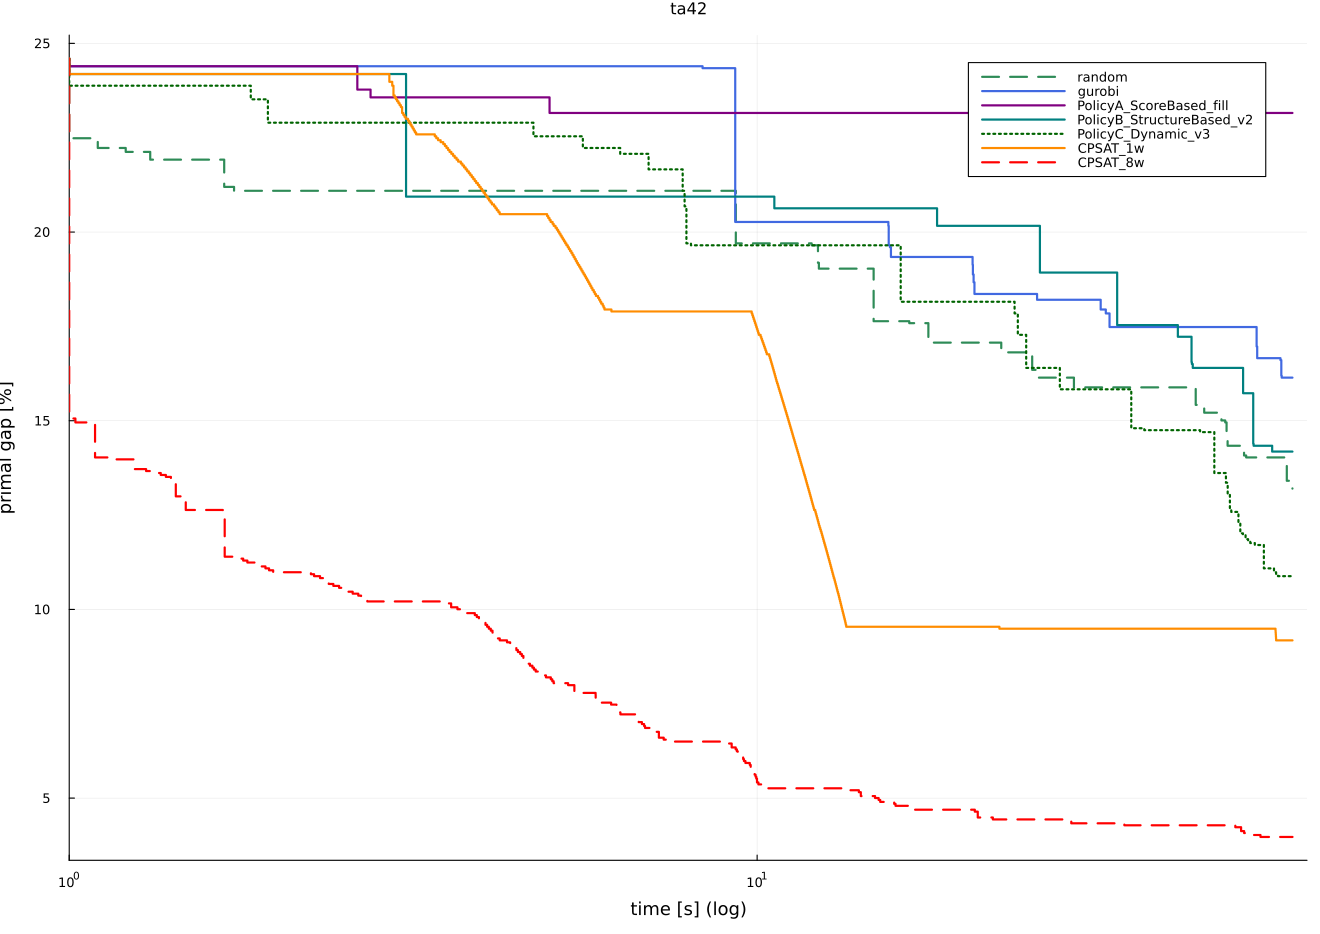 ta42
25
20
15
10
5
primal gap [%]
random
gurobi
PolicyA_ScoreBased_fill
PolicyB_StructureBased_v2
PolicyC_Dynamic_v3
CPSAT_1w
CPSAT_8w
10⁰
10¹
time [s] (log)